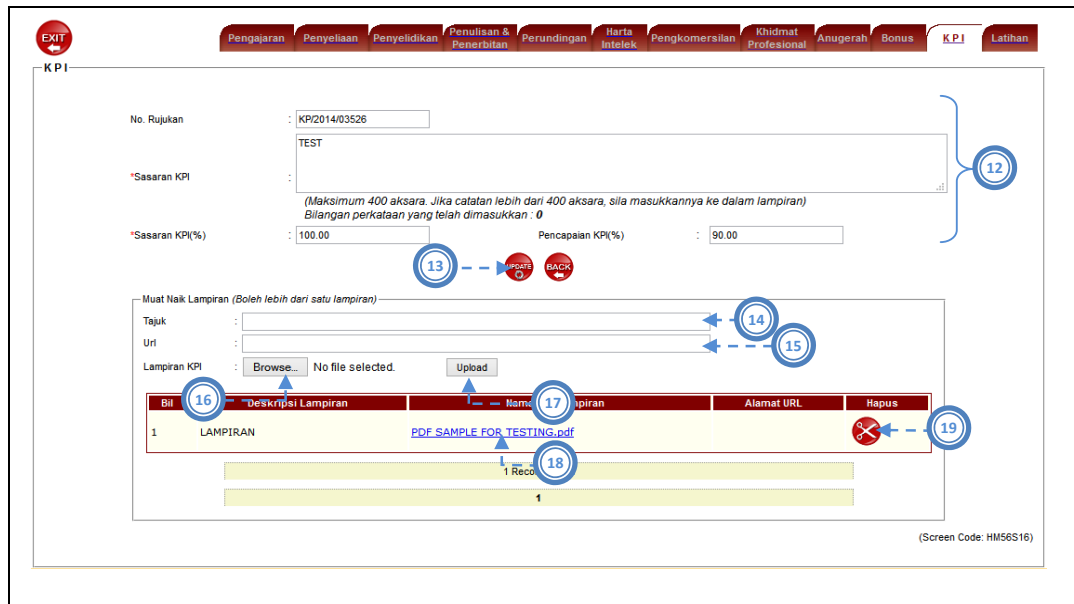 EXIT
Pengajaran Penyeliaan Penyelidikan Penulisan & Penerbitan Perundingan Harta Intelek Pengkomersilan Khidmat Profesional Anugerah Bonus K P I Latihan
K P I
No. Rujukan : KP/2014/03526
TEST
*Sasaran KPI :
12
(Maksimum 400 aksara. Jika catatan lebih dari 400 aksara, sila masukkannya ke dalam lampiran)
Bilangan perkataan yang telah dimasukkan : 0
*Sasaran KPI(%) : 100.00 Pencapaian KPI(%) : 90.00
13 UPDATE BACK
Muat Naik Lampiran (Boleh lebih dari satu lampiran)
Tajuk : 14
Url : 15
Lampiran KPI : Browse... No file selected. Upload
16 17
Bil Deskripsi Lampiran Alamat URL Hapus
1 LAMPIRAN PDF SAMPLE FOR TESTING.pdf 19
18
1
(Screen Code: HM56S16)